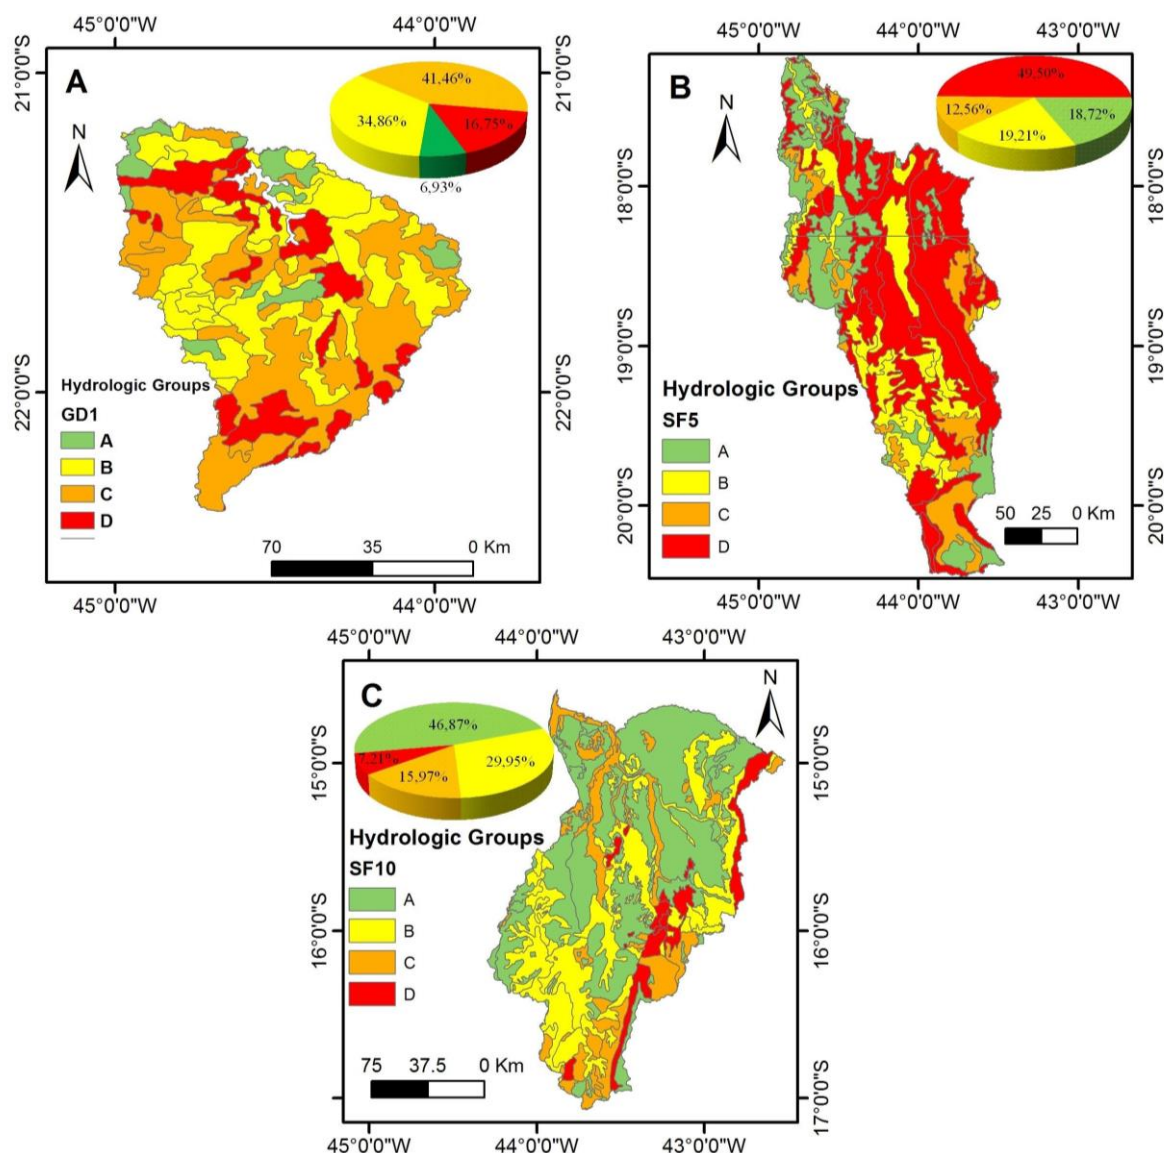 45°0'0"W
44°0'0"W
21°0'0"S
A
41,46%
34,86%
16,75%
6,93%
N
22°0'0"S
22°0'0"S
21°0'0"S
Hydrologic Groups
GD1
A
B
C
D
70 35 0 Km
45°0'0"W
44°0'0"W
45°0'0"W
44°0'0"W
43°0'0"W
B
49,50%
12,56%
18,72%
19,21%
N
18°0'0"S
18°0'0"S
19°0'0"S
19°0'0"S
Hydrologic Groups
SF5
A
B
C
D
20°0'0"S
50 25 0 Km
20°0'0"S
45°0'0"W
44°0'0"W
43°0'0"W
45°0'0"W
44°0'0"W
43°0'0"W
C
N
46,87%
7,21%
29,95%
15,97%
15°0'0"S
15°0'0"S
Hydrologic Groups
SF10
A
B
C
D
16°0'0"S
16°0'0"S
75 37.5 0 Km
17°0'0"S
45°0'0"W
44°0'0"W
43°0'0"W